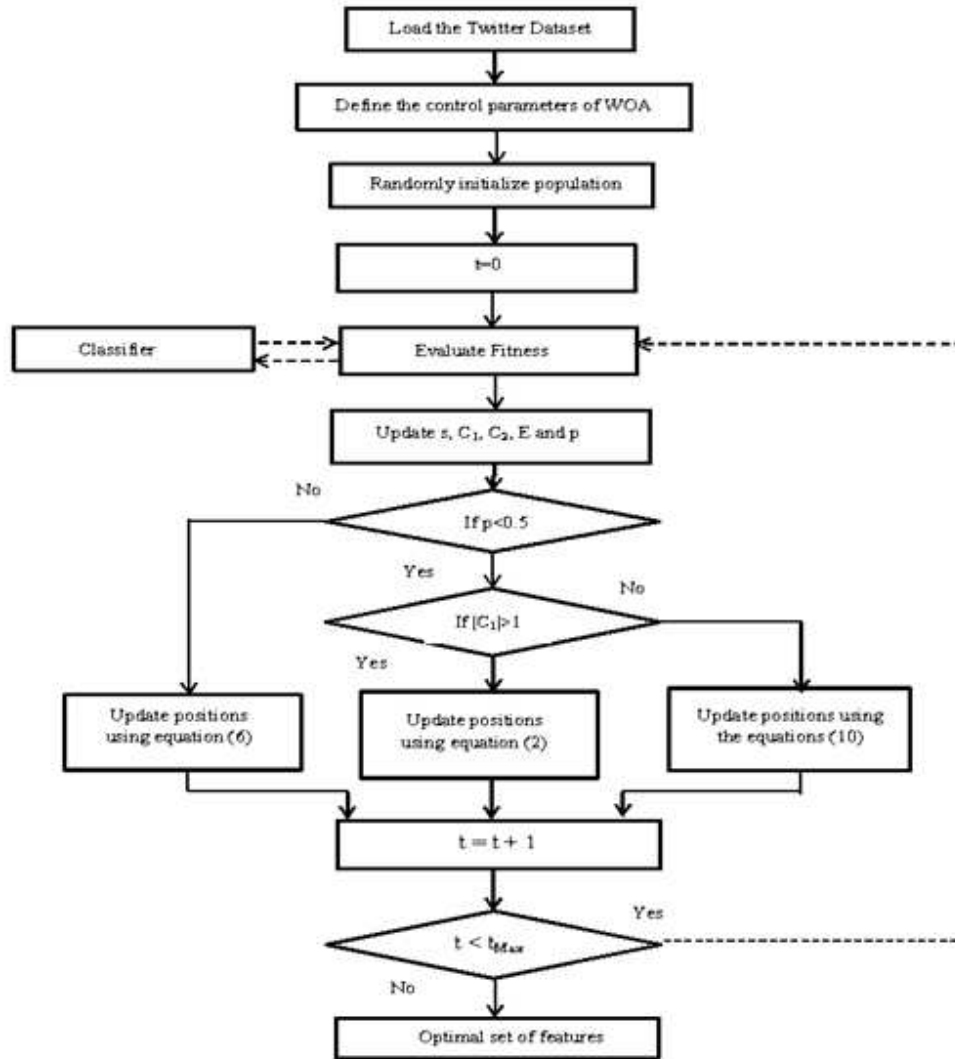 Load the Twitter Dataset
Define the control parameters of WOA
Randomly initialize population
t=0
Classifier
Evaluate Fitness
Update s, C₁, C₂, E and p
No
If p<0.5
Yes
No
If |C₁|>1
Yes
Update positions
using equation (6)
Update positions
using equation (2)
Update positions using
the equations (10)
t = t + 1
Yes
t < tMax
No
Optimal set of features